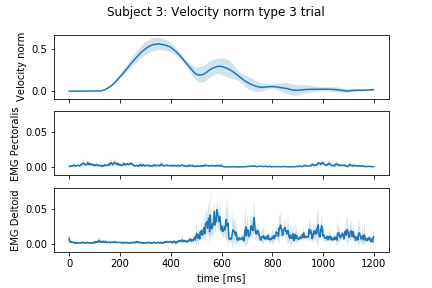 Subject 3: Velocity norm type 3 trial
Velocity norm
0.5
0.0
EMG Pectoralis
0.05
0.00
EMG Deltoid
0.05
0.00
0 200 400 600 800 1000 1200
time [ms]